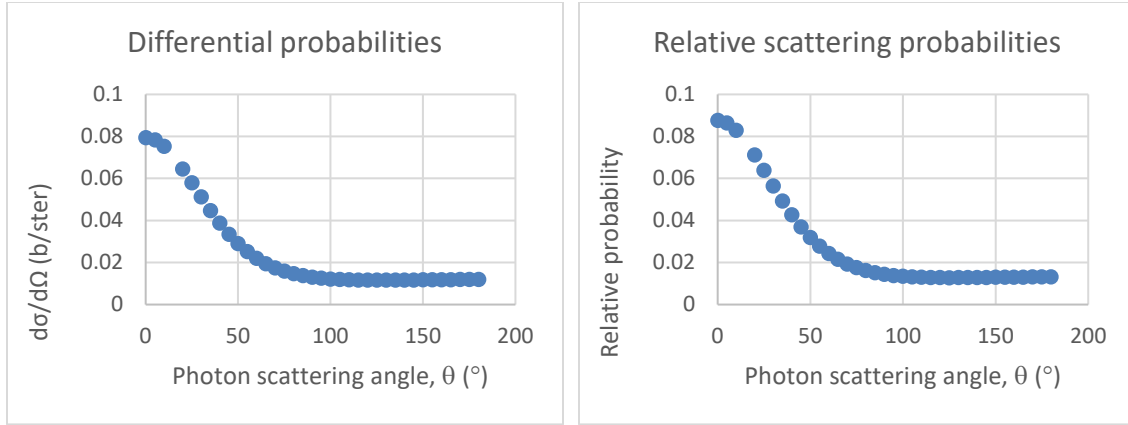 Differential probabilities
0.1
0.08
0.06
0.04
0.02
0
0 50 100 150 200
dσ/dΩ (b/ster)
Photon scattering angle, θ (°)
Relative scattering probabilities
0.1
0.08
0.06
0.04
0.02
0
0 50 100 150 200
Relative probability
Photon scattering angle, θ (°)